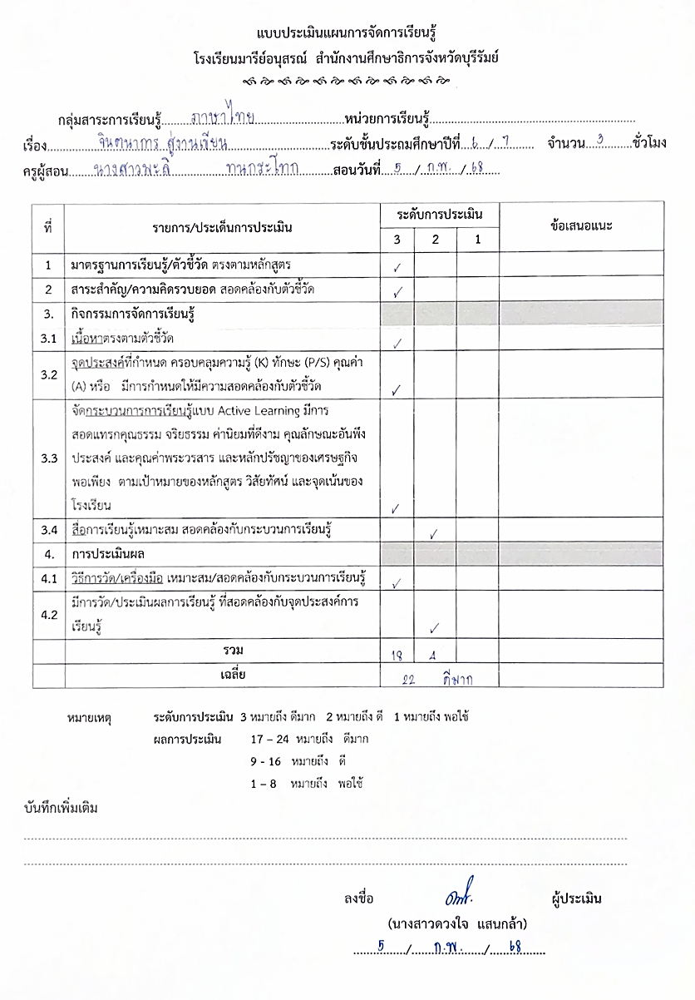 แบบประเมินแผนการจัดการเรียนรู้
โรงเรียนมารีย์อนุสรณ์ สำนักงานศึกษาธิการจังหวัดบุรีรัมย์
กลุ่มสาระการเรียนรู้.........ภาษาไทย...........................หน่วยการเรียนรู้..............................................................
เรื่อง...............จินตนาการ สู่งานเขียน...............................ระดับชั้นประถมศึกษาปีที่..6../..7....... จำนวน...3.........ชั่วโมง
ครูผู้สอน.......นางสาวพะลิ ทนกระโทก..........สอนวันที่....5...../..ก.พ.../..68.....
ที่ รายการ/ประเด็นการประเมิน ระดับการประเมิน ข้อเสนอแนะ
3 2 1
1 มาตรฐานการเรียนรู้/ตัวชี้วัด ตรงตามหลักสูตร ✓
2 สาระสำคัญ/ความคิดรวบยอด สอดคล้องกับตัวชี้วัด ✓
3. กิจกรรมการจัดการเรียนรู้
3.1 เนื้อหาตรงตามตัวชี้วัด ✓
3.2 จุดประสงค์ที่กำหนด ครอบคลุมความรู้ (K) ทักษะ (P/S) คุณค่า
(A) หรือ มีการกำหนดให้มีความสอดคล้องกับตัวชี้วัด ✓
3.3 จัดกระบวนการการเรียนรู้แบบ Active Learning มีการ
สอดแทรกคุณธรรม จริยธรรม ค่านิยมที่ดีงาม คุณลักษณะอันพึง
ประสงค์ และคุณค่าพระวรสาร และหลักปรัชญาของเศรษฐกิจ
พอเพียง ตามเป้าหมายของหลักสูตร วิสัยทัศน์ และจุดเน้นของ
โรงเรียน ✓
3.4 สื่อการเรียนรู้เหมาะสม สอดคล้องกับกระบวนการเรียนรู้ ✓
4. การประเมินผล
4.1 วิธีการวัด/เครื่องมือ เหมาะสม/สอดคล้องกับกระบวนการเรียนรู้ ✓
4.2 มีการวัด/ประเมินผลการเรียนรู้ ที่สอดคล้องกับจุดประสงค์การ
เรียนรู้ ✓
รวม 18 4
เฉลี่ย 22 ดีมาก
หมายเหตุ ระดับการประเมิน 3 หมายถึง ดีมาก 2 หมายถึง ดี 1 หมายถึง พอใช้
ผลการประเมิน 17 – 24 หมายถึง ดีมาก
9 - 16 หมายถึง ดี
1 – 8 หมายถึง พอใช้
บันทึกเพิ่มเติม
ลงชื่อ ผู้ประเมิน
(นางสาวดวงใจ แสนกล้า)
.......5......./.......ก.พ......./.......68.......